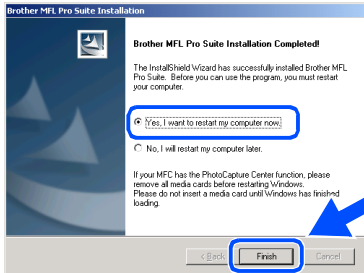 Brother MFL Pro Suite Installation
Brother MFL Pro Suite Installation Completed!
The InstallShield Wizard has successfully installed Brother MFL
Pro Suite. Before you can use the program, you must restart
your computer.
Yes, I want to restart my computer now.
No, I will restart my computer later.
If your MFC has the PhotoCapture Center function, please
remove all media cards before restarting Windows.
Please do not insert a media card until Windows has finished
loading.
< Back
Finish
Cancel